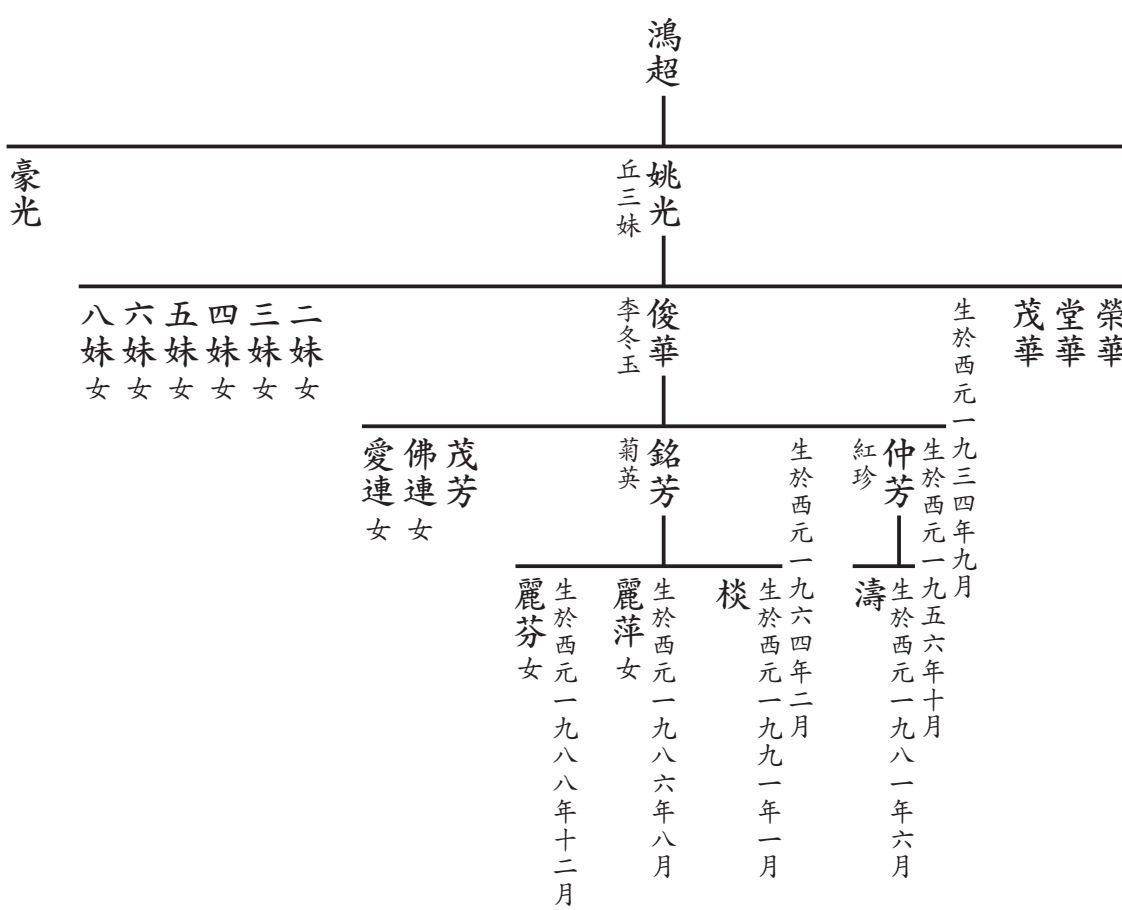 鴻超
姚光
丘三妹
豪光
榮華
堂華
茂華
生於西元一九三四年九月
俊華
李冬玉
二妹女
三妹女
四妹女
五妹女
六妹女
八妹女
生於西元一九五六年十月
仲芳
紅珍
生於西元一九六四年二月
銘芳
菊英
茂芳
佛連女
愛連女
生於西元一九八一年六月
濤
生於西元一九九一年一月
棪
生於西元一九八六年八月
麗萍女
生於西元一九八八年十二月
麗芬女